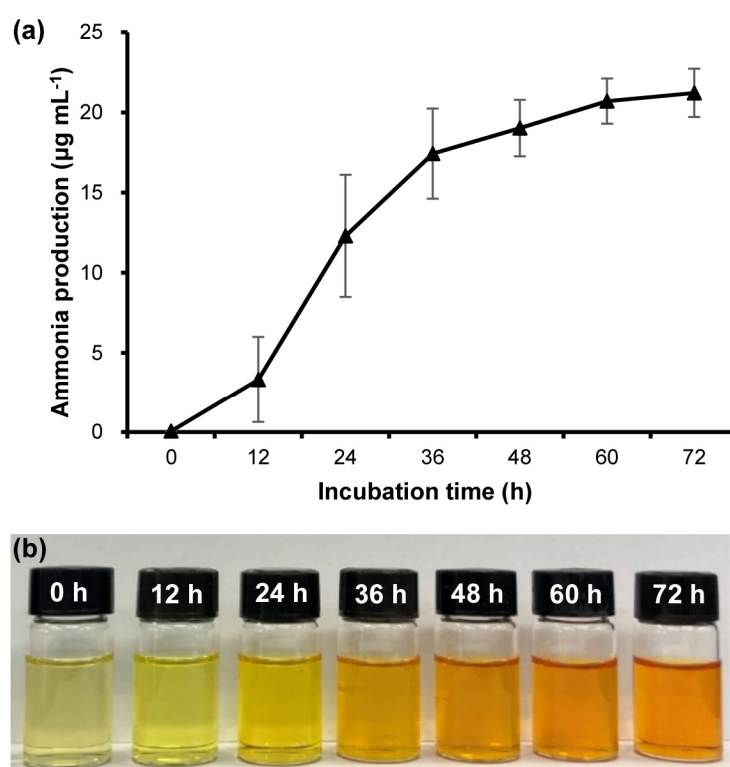 (a)
Ammonia production (µg mL⁻¹)
25
20
15
10
5
0
0 12 24 36 48 60 72
Incubation time (h)
(b)
0 h 12 h 24 h 36 h 48 h 60 h 72 h